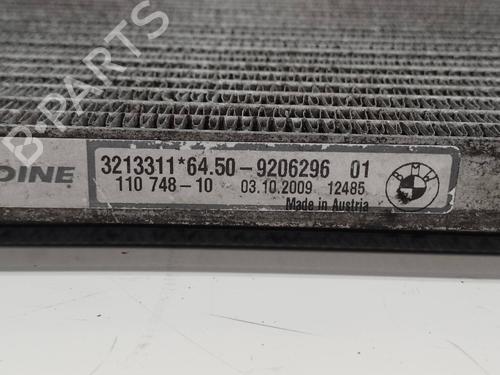 DINE
3213311*64.50-9206296 01
110 748-10 03.10.2009 12485
Made in Austria
BMW
B-Parts